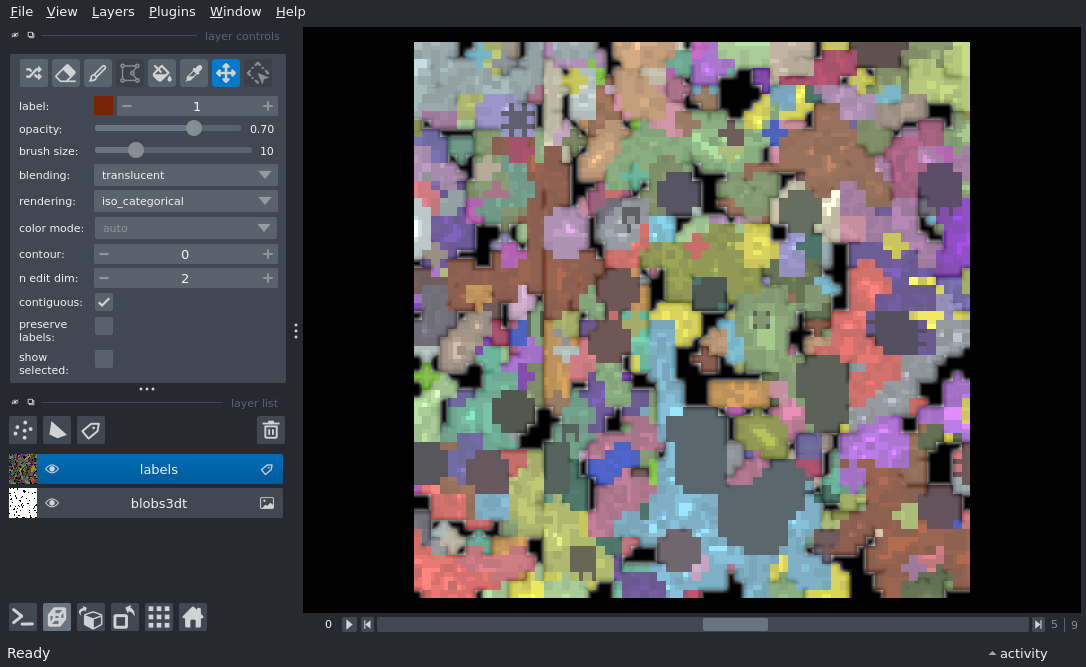 File View Layers Plugins Window Help
layer controls
label: 1
opacity: 0.70
brush size: 10
blending: translucent
rendering: iso_categorical
color mode: auto
contour: 0
n edit dim: 2
contiguous:
preserve
labels:
show
selected:
layer list
labels
blobs3dt
0 5 | 9
Ready activity